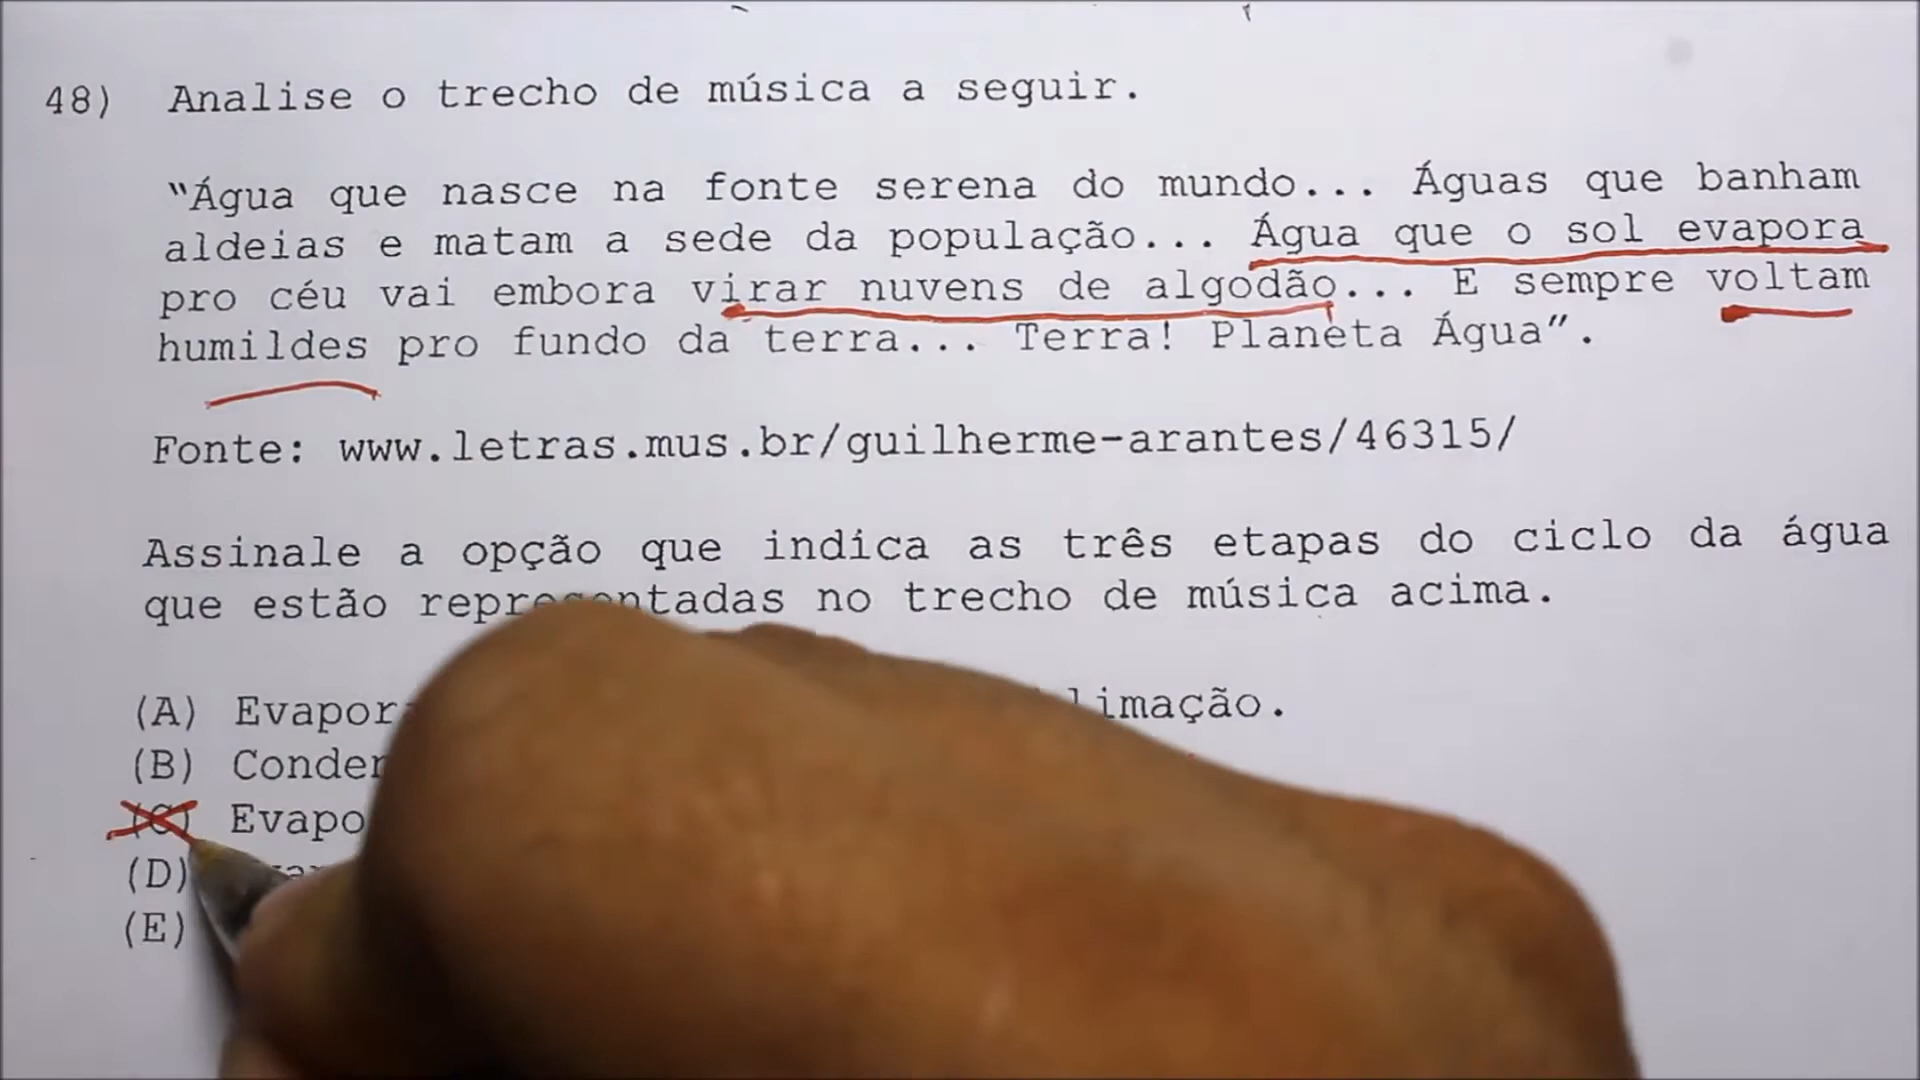 48) Analise o trecho de música a seguir.
"Água que nasce na fonte serena do mundo... Águas que banham
aldeias e matam a sede da população... Água que o sol evapora
pro céu vai embora virar nuvens de algodão... E sempre voltam
humildes pro fundo da terra... Terra! Planeta Água".
Fonte: www.letras.mus.br/guilherme-arantes/46315/
Assinale a opção que indica as três etapas do ciclo da água
que estão representadas no trecho de música acima.
(A) Evapor limação.
(B) Conden
(C) Evapo
(D)
(E)